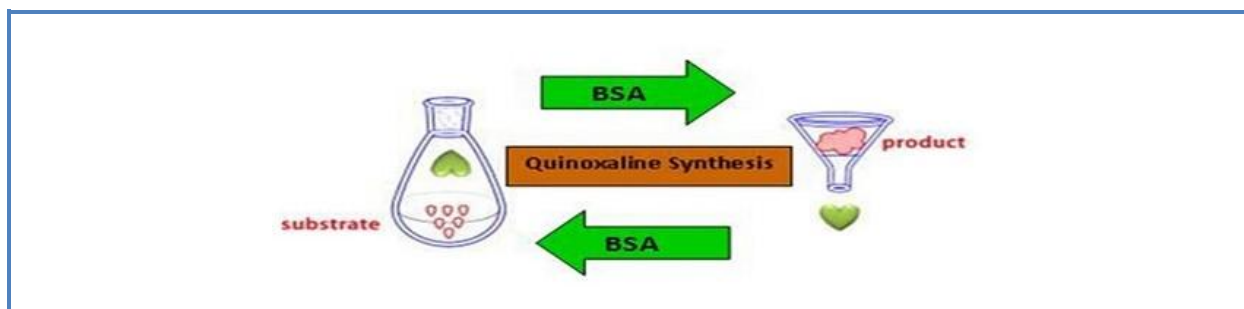 BSA
Quinoxaline Synthesis
product
substrate
BSA